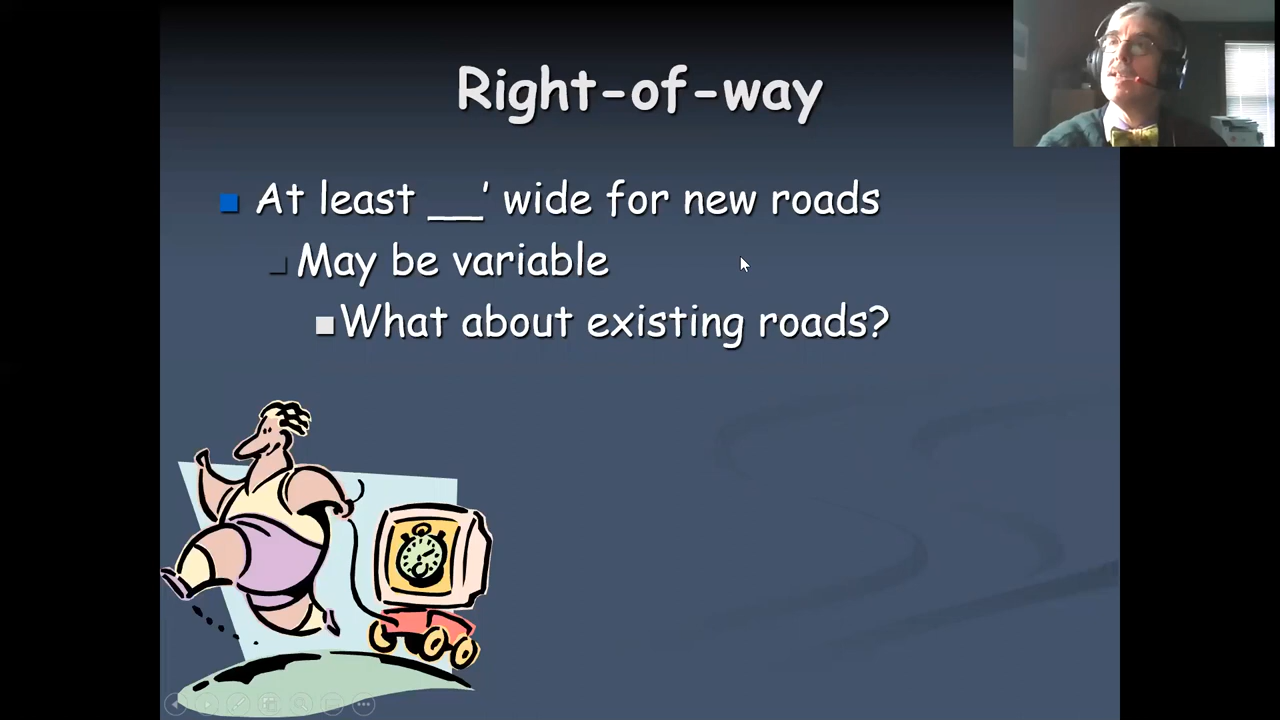 Right-of-way
At least __’ wide for new roads
May be variable
What about existing roads?